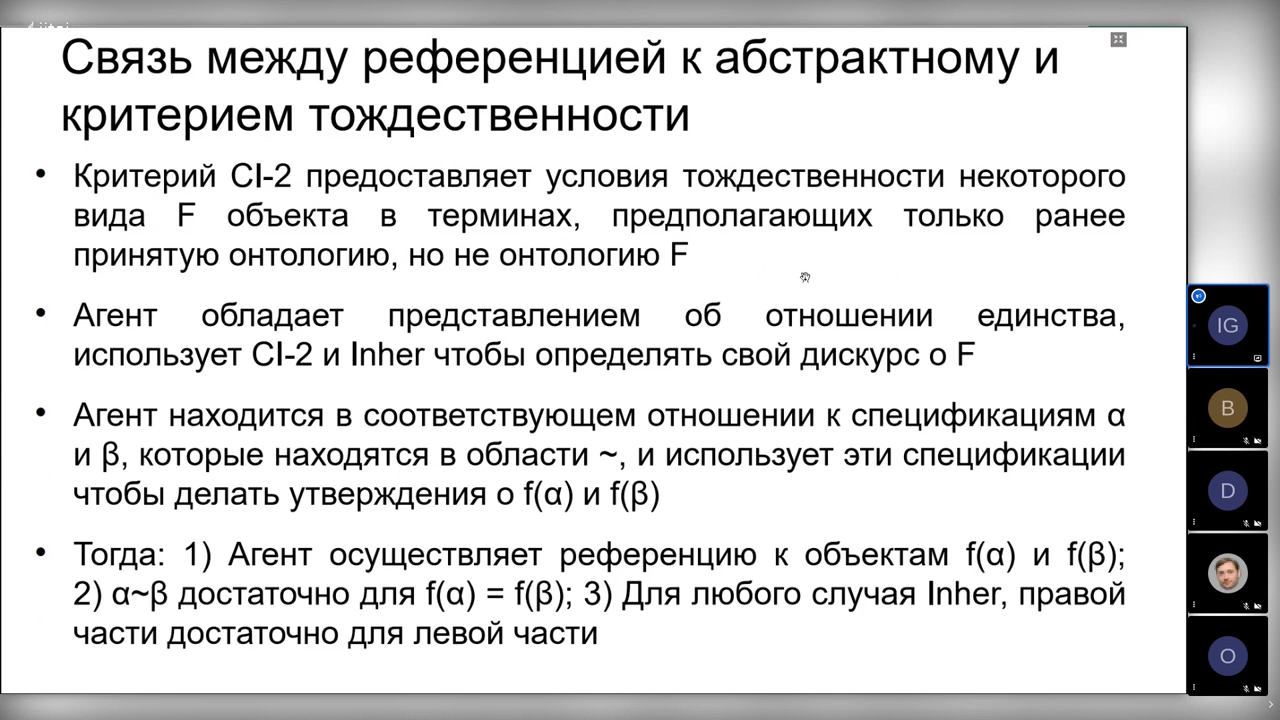 Связь между референцией к абстрактному и
критерием тождественности
• Критерий CI-2 предоставляет условия тождественности некоторого
вида F объекта в терминах, предполагающих только ранее
принятую онтологию, но не онтологию F
• Агент обладает представлением об отношении единства,
использует CI-2 и Inher чтобы определять свой дискурс о F
• Агент находится в соответствующем отношении к спецификациям α
и β, которые находятся в области ~, и использует эти спецификации
чтобы делать утверждения о f(α) и f(β)
• Тогда: 1) Агент осуществляет референцию к объектам f(α) и f(β);
2) α~β достаточно для f(α) = f(β); 3) Для любого случая Inher, правой
части достаточно для левой части
IG
B
D
O